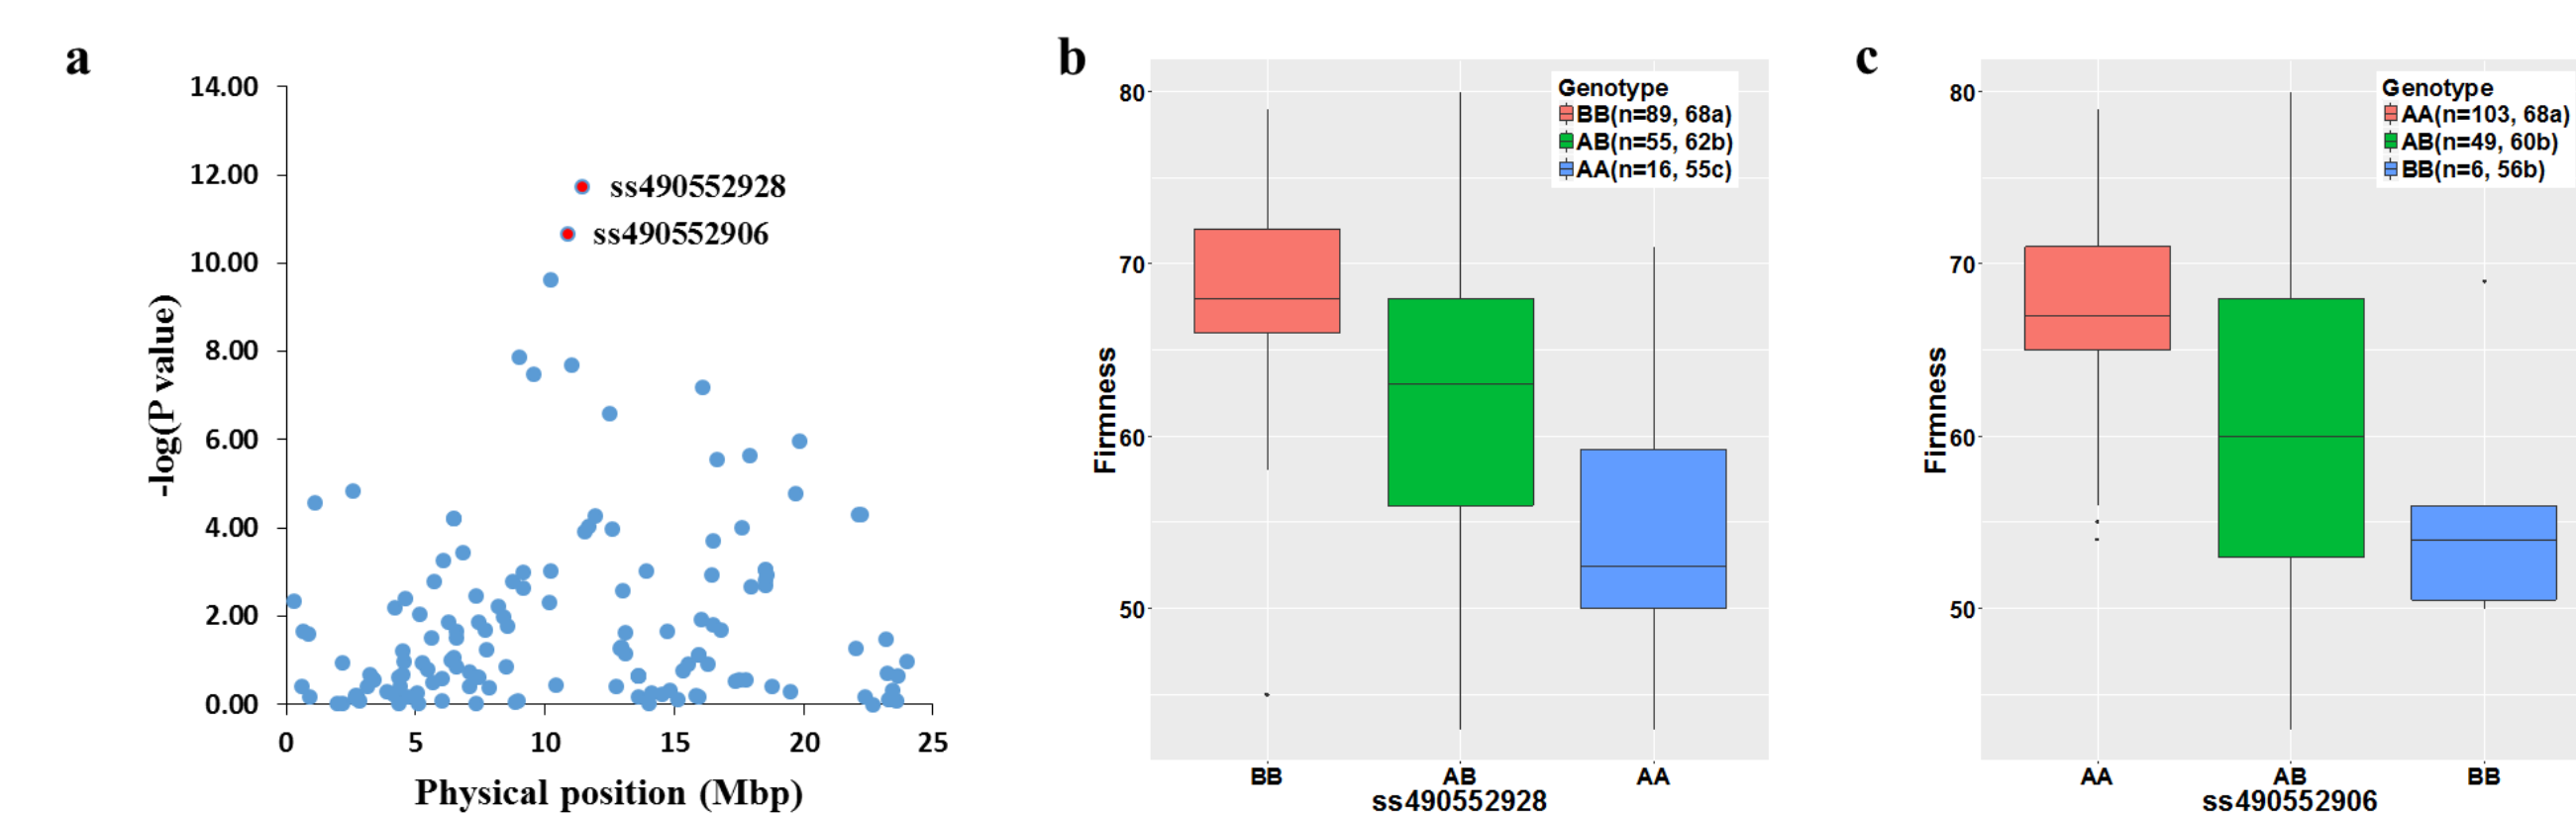 a
14.00
12.00
10.00
8.00
6.00
4.00
2.00
0.00
-log(P value)
ss490552928
ss490552906
0 5 10 15 20 25
Physical position (Mbp)
b
80
70
60
50
Firmness
Genotype
BB(n=89, 68a)
AB(n=55, 62b)
AA(n=16, 55c)
BB AB AA
ss490552928
c
80
70
60
50
Firmness
Genotype
AA(n=103, 68a)
AB(n=49, 60b)
BB(n=6, 56b)
AA AB BB
ss490552906